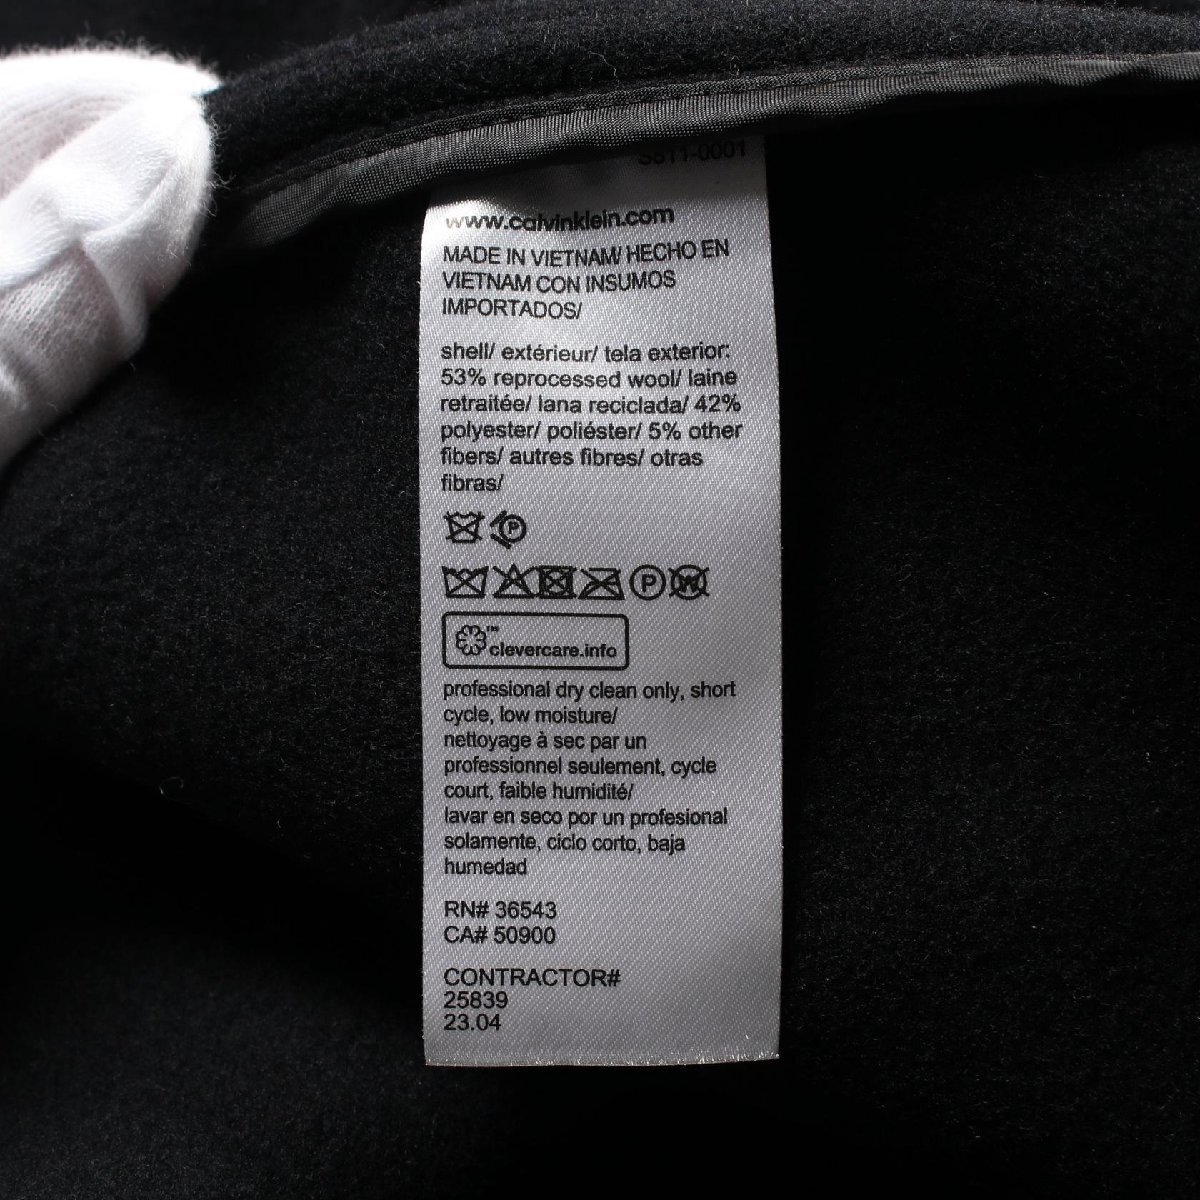 SS11-0001
www.calvinklein.com
MADE IN VIETNAM/ HECHO EN
VIETNAM CON INSUMOS
IMPORTADOS/
shell/ extérieur/ tela exterior:
53% reprocessed wool/ laine
retraitée/ lana reciclada/ 42%
polyester/ poliéster/ 5% other
fibers/ autres fibres/ otras
fibras/
P
P W
™
clevercare.info
professional dry clean only, short
cycle, low moisture/
nettoyage à sec par un
professionnel seulement, cycle
court, faible humidité/
lavar en seco por un profesional
solamente, ciclo corto, baja
humedad
RN# 36543
CA# 50900
CONTRACTOR#
25839
23.04